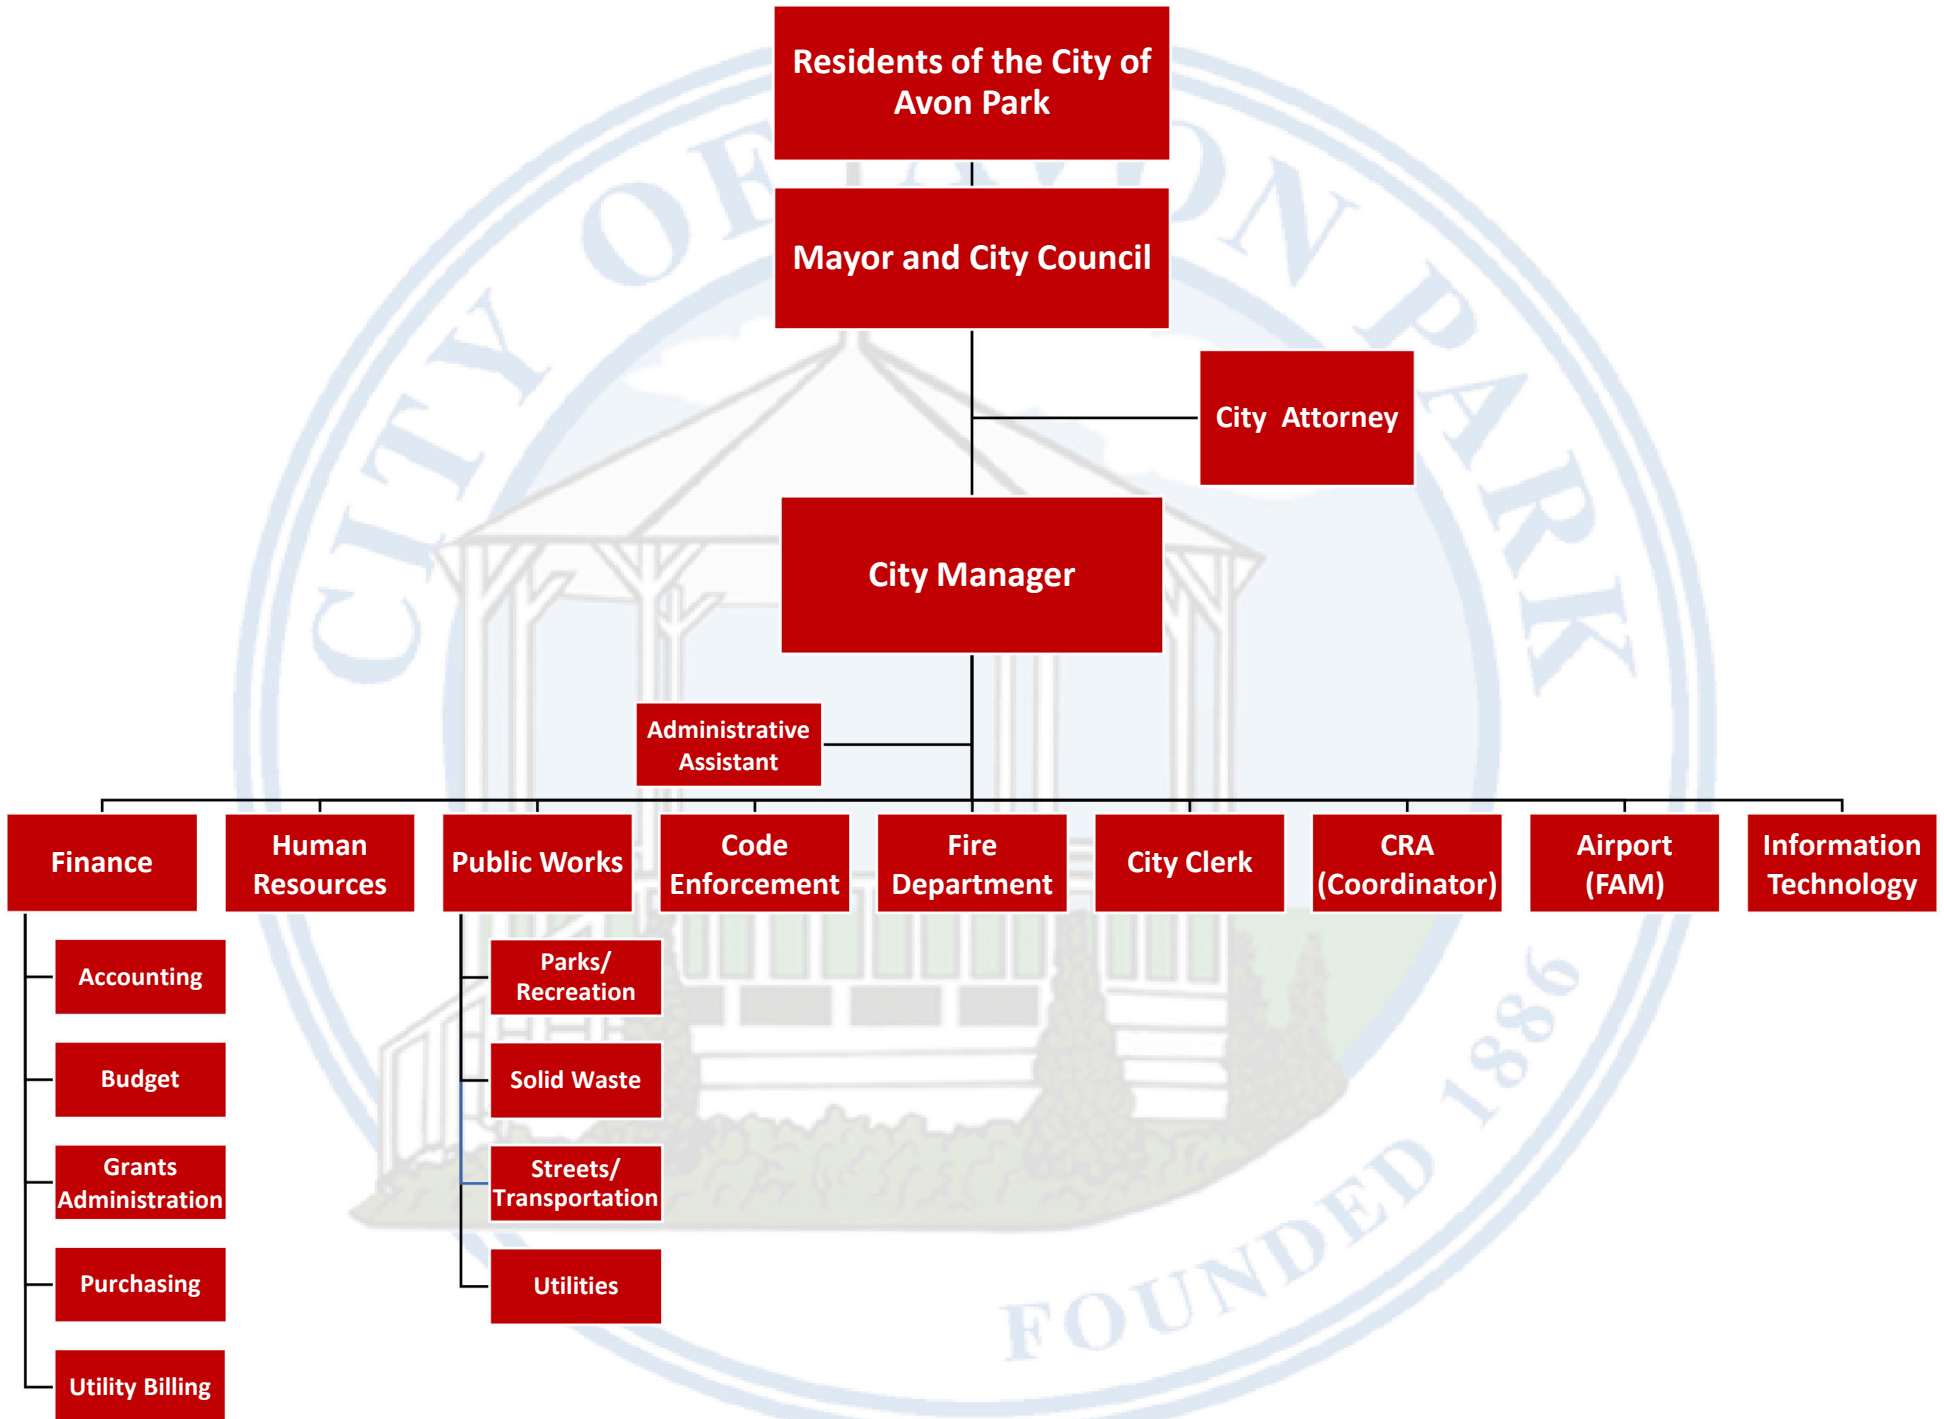 Residents of the City of
Avon Park
CITY OF AVON PARK
Mayor and City Council
City Attorney
City Manager
Administrative
Assistant
Finance
Human
Resources
Public Works
Code
Enforcement
Fire
Department
City Clerk
CRA
(Coordinator)
Airport
(FAM)
Information
Technology
Accounting
Budget
Grants
Administration
Purchasing
Utility Billing
Parks/
Recreation
Solid Waste
Streets/
Transportation
Utilities
FOUNDED 1886